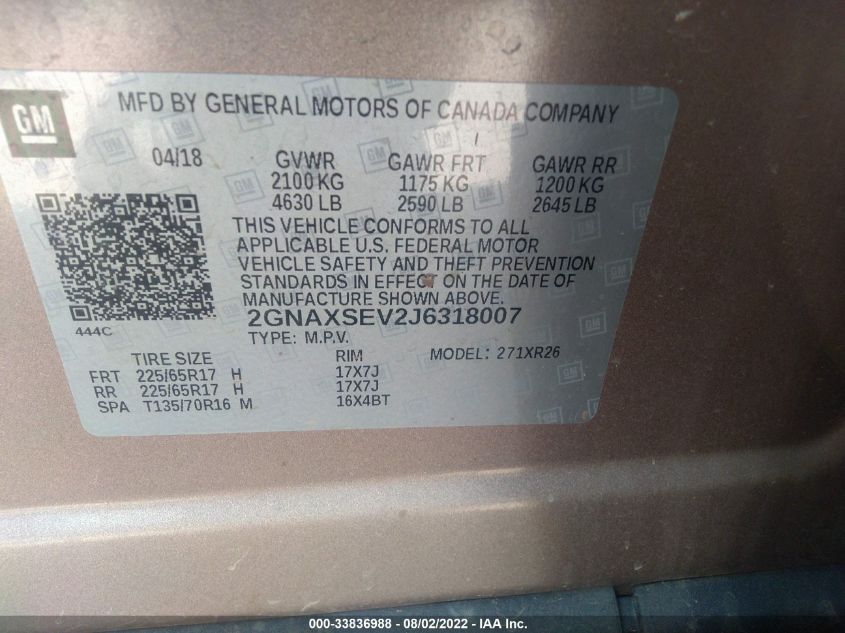 GM
MFD BY GENERAL MOTORS OF CANADA COMPANY
04/18 GVWR GAWR FRT GAWR RR
2100 KG 1175 KG 1200 KG
4630 LB 2590 LB 2645 LB
THIS VEHICLE CONFORMS TO ALL
APPLICABLE U.S. FEDERAL MOTOR
VEHICLE SAFETY AND THEFT PREVENTION
STANDARDS IN EFFECT ON THE DATE OF
MANUFACTURE SHOWN ABOVE.
444C
2GNAXSEV2J6318007
TYPE: M.P.V. MODEL: 271XR26
TIRE SIZE RIM
FRT 225/65R17 H 17X7J
RR 225/65R17 H 17X7J
SPA T135/70R16 M 16X4BT
000-33836988 - 08/02/2022 - IAA Inc.